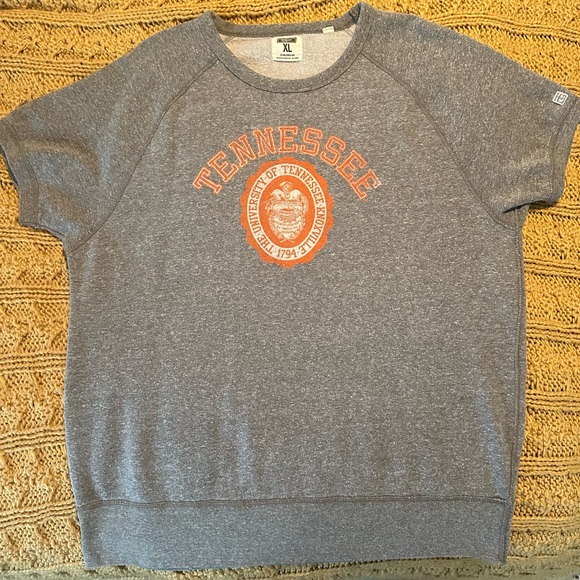 XL
TENNESSEE
THE UNIVERSITY OF TENNESSEE · KNOXVILLE
· 1794 ·